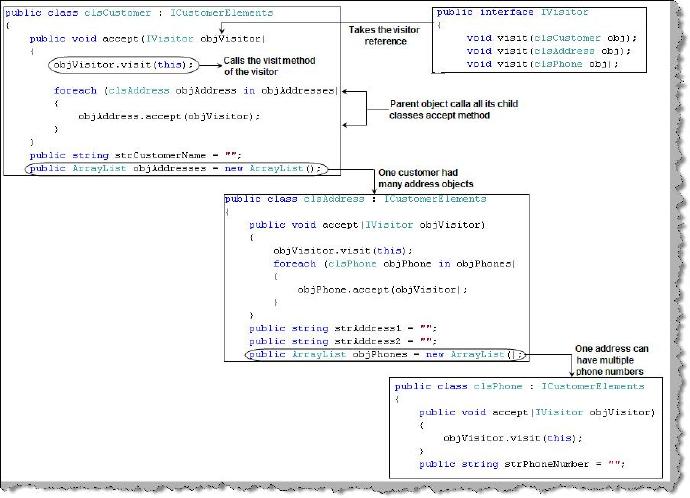 public class clsCustomer : ICustomerElements
{
public void accept(IVisitor objVisitor|
{
objVisitor.visit(this);
foreach (clsAddress objAddress in objAddresses|
{
objAddress.accept(objVisitor);
}
}
public string strCustomerName = "";
public ArrayList objAddresses = new ArrayList();
Takes the visitor
reference
Calls the visit method
of the visitor
Parent object calla all its child
classes accept method
public interface IVisitor
{
void visit(clsCustomer obj);
void visit(clsAddress obj);
void visit(clsPhone obj|;
One customer had
many address objects
public class clsAddress : ICustomerElements
{
public void accept|IVisitor objVisitor)
{
objVisitor.visit(this);
foreach (clsPhone objPhone in objPhones|
{
objPhone.accept(objVisitor|;
}
}
public string strAddress1 = "";
public string strAddress2 = "";
public ArrayList objPhones = new ArrayList(|;
One address can
have multiple
phone numbers
public class clsPhone : ICustomerElements
{
public void accept|IVisitor objVisitor)
{
objVisitor.visit(this);
}
public string strPhoneNumber = "";